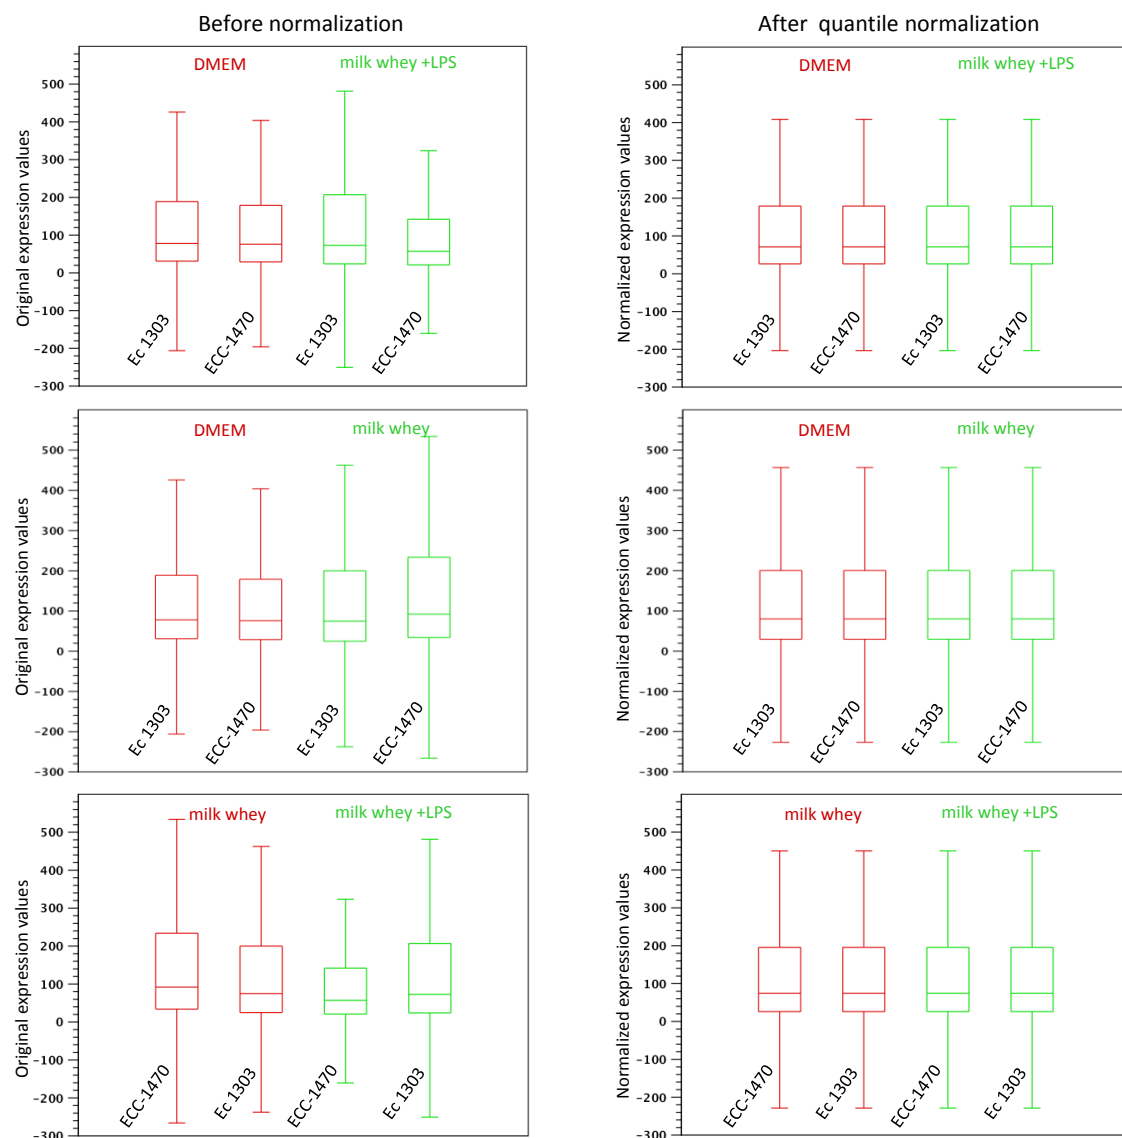 Before normalization
After  quantile normalization
Original expression values
500
400
300
200
100
0
-100
-200
-300
DMEM
milk whey +LPS
Ec 1303
ECC-1470
Ec 1303
ECC-1470
Normalized expression values
500
400
300
200
100
0
-100
-200
-300
DMEM
milk whey +LPS
Ec 1303
ECC-1470
Ec 1303
ECC-1470
Original expression values
500
400
300
200
100
0
-100
-200
-300
DMEM
milk whey
Ec 1303
ECC-1470
Ec 1303
ECC-1470
Normalized expression values
500
400
300
200
100
0
-100
-200
-300
DMEM
milk whey
Ec 1303
ECC-1470
Ec 1303
ECC-1470
Original expression values
500
400
300
200
100
0
-100
-200
-300
milk whey
milk whey +LPS
ECC-1470
Ec 1303
ECC-1470
Ec 1303
Normalized expression values
500
400
300
200
100
0
-100
-200
-300
milk whey
milk whey +LPS
ECC-1470
Ec 1303
ECC-1470
Ec 1303